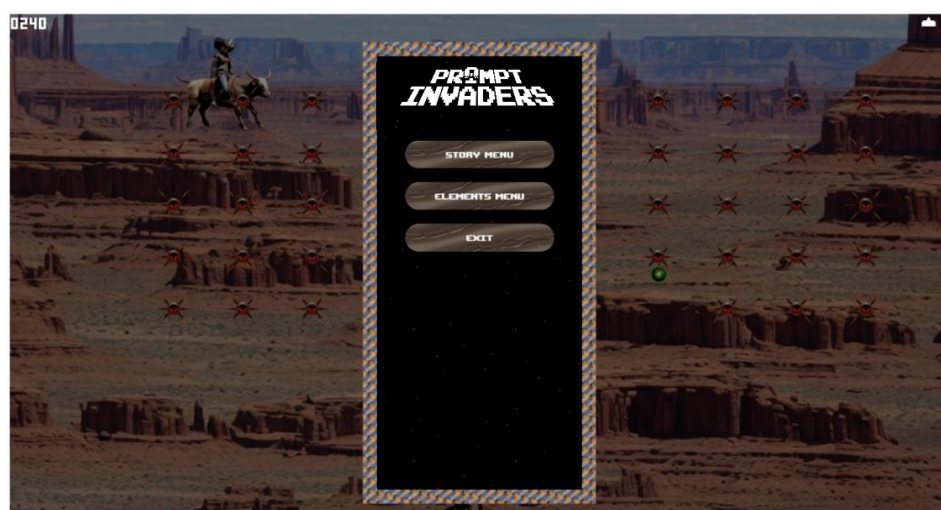 0240
PROMPT
INVADERS
STORY MENU
ELEMENTS MENU
EXIT